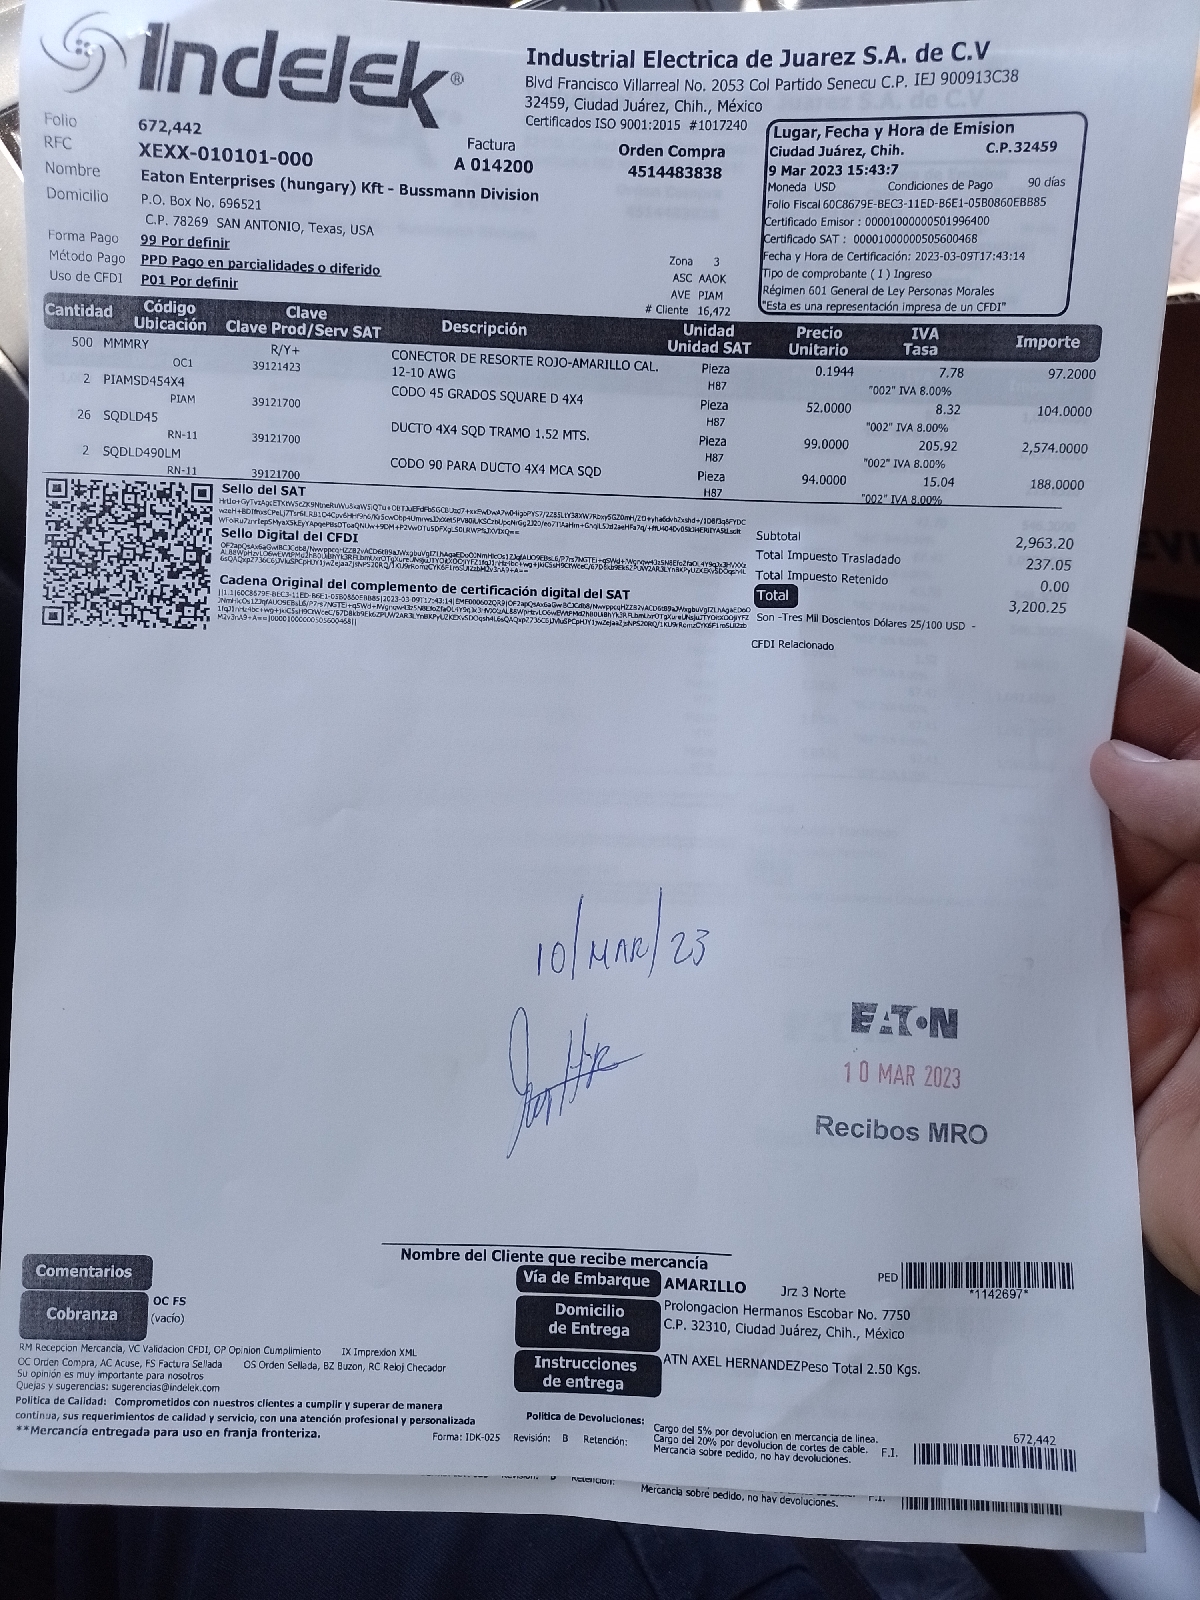 Indelek®
Industrial Electrica de Juarez S.A. de C.V
Blvd Francisco Villarreal No. 2053 Col Partido Senecu C.P. IEJ 900913C38
32459, Ciudad Juárez, Chih., México
Certificados ISO 9001:2015 #1017240
Folio 672,442
RFC XEXX-010101-000
Factura
A 014200
Orden Compra
4514483838
Nombre Eaton Enterprises (hungary) Kft - Bussmann Division
Domicilio P.O. Box No. 696521
C.P. 78269 SAN ANTONIO, Texas, USA
Forma Pago 99 Por definir
Método Pago PPD Pago en parcialidades o diferido
Uso de CFDI P01 Por definir
Zona 3
ASC AAOK
AVE PIAM
# Cliente 16,472
Lugar, Fecha y Hora de Emision
Ciudad Juárez, Chih. C.P.32459
9 Mar 2023 15:43:7
Moneda USD Condiciones de Pago 90 días
Folio Fiscal 60C8679E-BEC3-11ED-B6E1-05B0860EBB85
Certificado Emisor : 00001000000501996400
Certificado SAT : 00001000000505600468
Fecha y Hora de Certificación: 2023-03-09T17:43:14
Tipo de comprobante ( I ) Ingreso
Régimen 601 General de Ley Personas Morales
"Esta es una representación impresa de un CFDI"
Cantidad Código Clave Descripción Unidad Precio IVA Importe
Ubicación Clave Prod/Serv SAT Unidad SAT Unitario Tasa
500 MMMRY R/Y+ CONECTOR DE RESORTE ROJO-AMARILLO CAL. Pieza 0.1944 7.78 97.2000
OC1 39121423 12-10 AWG H87 "002" IVA 8.00%
2 PIAMSD454X4 CODO 45 GRADOS SQUARE D 4X4 Pieza 52.0000 8.32 104.0000
PIAM 39121700 H87 "002" IVA 8.00%
26 SQDLD45 DUCTO 4X4 SQD TRAMO 1.52 MTS. Pieza 99.0000 205.92 2,574.0000
RN-11 39121700 H87 "002" IVA 8.00%
2 SQDLD490LM CODO 90 PARA DUCTO 4X4 MCA SQD Pieza 94.0000 15.04 188.0000
RN-11 39121700 H87 "002" IVA 8.00%
Sello del SAT
Sello Digital del CFDI
Cadena Original del complemento de certificación digital del SAT
Subtotal 2,963.20
Total Impuesto Trasladado 237.05
Total Impuesto Retenido 0.00
Total 3,200.25
Son -Tres Mil Doscientos Dólares 25/100 USD -
CFDI Relacionado
10/MAR/23
EATON
10 MAR 2023
Recibos MRO
Nombre del Cliente que recibe mercancía
Comentarios
Cobranza
OC FS
(vacío)
Vía de Embarque AMARILLO Jrz 3 Norte
PED
*1142697*
Domicilio de Entrega
Prolongacion Hermanos Escobar No. 7750
C.P. 32310, Ciudad Juárez, Chih., México
Instrucciones de entrega
ATN AXEL HERNANDEZPeso Total 2.50 Kgs.
RM Recepcion Mercancia, VC Validacion CFDI, OP Opinion Cumplimiento IX Imprexion XML
OC Orden Compra, AC Acuse, FS Factura Sellada OS Orden Sellada, BZ Buzon, RC Reloj Checador
Su opinión es muy importante para nosotros
Quejas y sugerencias: sugerencias@indelek.com
Politica de Calidad: Comprometidos con nuestros clientes a cumplir y superar de manera
continua, sus requerimientos de calidad y servicio, con una atención profesional y personalizada
**Mercancía entregada para uso en franja fronteriza.
Forma: IDK-025 Revisión: B Retención:
Politica de Devoluciones:
Cargo del 5% por devolucion en mercancia de linea.
Cargo del 20% por devolucion de cortes de cable.
Mercancia sobre pedido, no hay devoluciones.
F.I.
672,442
Mercancia sobre pedido, no hay devoluciones.